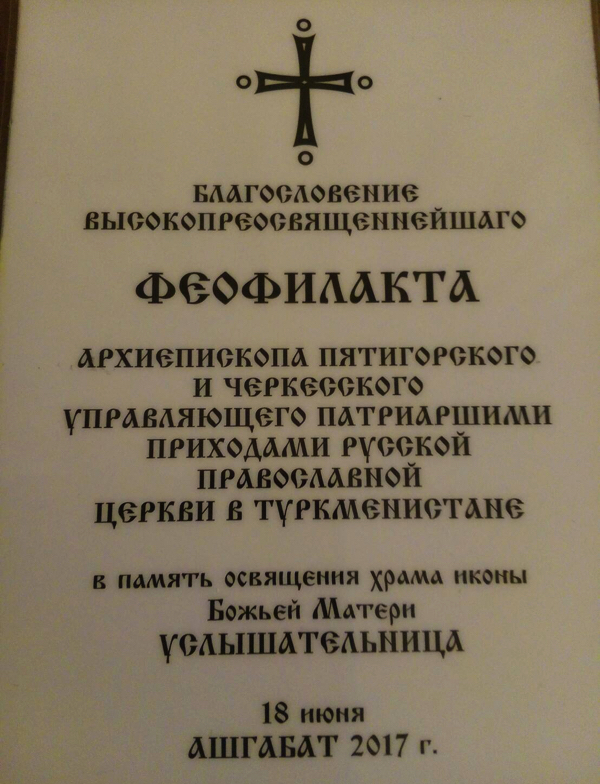 БЛАГОСЛОВЕНИЕ
ВЫСОКОПРЕОСВЯЩЕННЕЙШАГО
ФЕОФИЛАКТА
АРХИЕПИСКОПА ПЯТИГОРСКОГО
И ЧЕРКЕССКОГО
УПРАВЛЯЮЩЕГО ПАТРИАРШИМИ
ПРИХОДАМИ РУССКОЙ
ПРАВОСЛАВНОЙ
ЦЕРКВИ В ТУРКМЕНИСТАНЕ
в память освящения храма иконы
Божьей Матери
УСЛЫШАТЕЛЬНИЦА
18 июня
АШГАБАТ 2017 г.